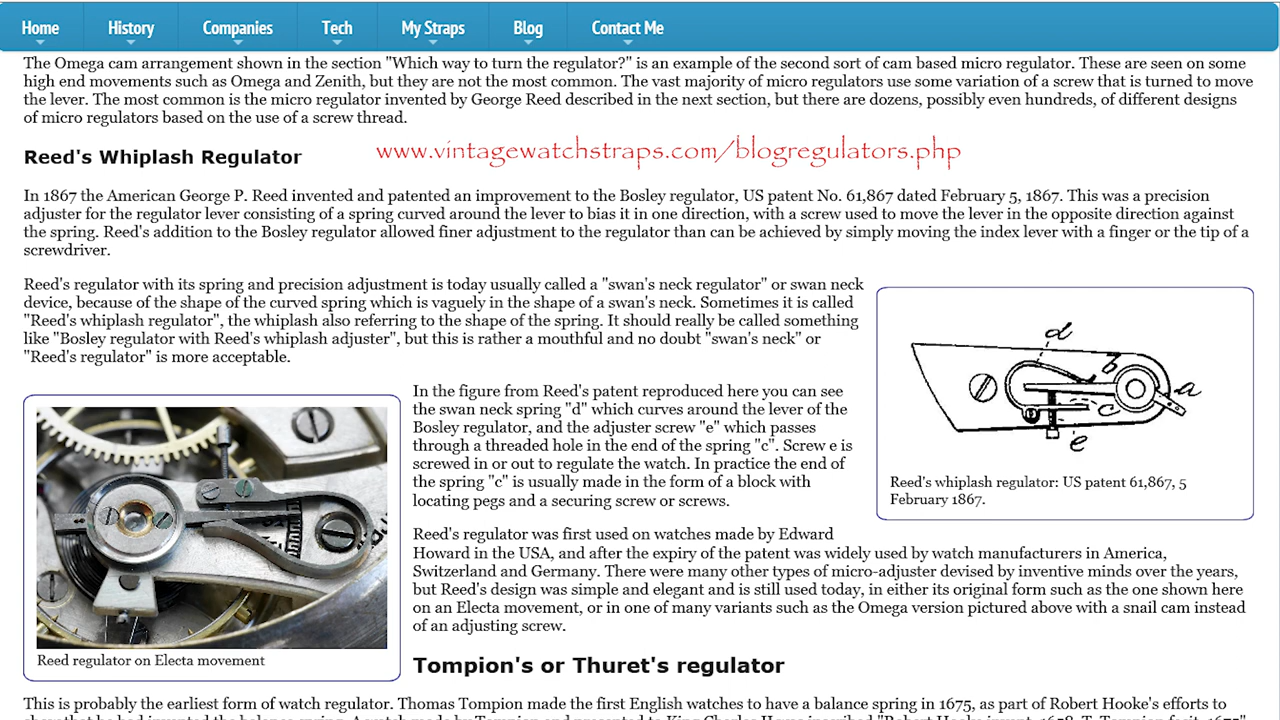 Home History Companies Tech My Straps Blog Contact Me
The Omega cam arrangement shown in the section "Which way to turn the regulator?" is an example of the second sort of cam based micro regulator. These are seen on some
high end movements such as Omega and Zenith, but they are not the most common. The vast majority of micro regulators use some variation of a screw that is turned to move
the lever. The most common is the micro regulator invented by George Reed described in the next section, but there are dozens, possibly even hundreds, of different designs
of micro regulators based on the use of a screw thread.
Reed's Whiplash Regulator
www.vintagewatchstraps.com/blogregulators.php
In 1867 the American George P. Reed invented and patented an improvement to the Bosley regulator, US patent No. 61,867 dated February 5, 1867. This was a precision
adjuster for the regulator lever consisting of a spring curved around the lever to bias it in one direction, with a screw used to move the lever in the opposite direction against
the spring. Reed's addition to the Bosley regulator allowed finer adjustment to the regulator than can be achieved by simply moving the index lever with a finger or the tip of a
screwdriver.
Reed's regulator with its spring and precision adjustment is today usually called a "swan's neck regulator" or swan neck
device, because of the shape of the curved spring which is vaguely in the shape of a swan's neck. Sometimes it is called
"Reed's whiplash regulator", the whiplash also referring to the shape of the spring. It should really be called something
like "Bosley regulator with Reed's whiplash adjuster", but this is rather a mouthful and no doubt "swan's neck" or
"Reed's regulator" is more acceptable.
d
b
a
c
e
Reed's whiplash regulator: US patent 61,867, 5
February 1867.
In the figure from Reed's patent reproduced here you can see
the swan neck spring "d" which curves around the lever of the
Bosley regulator, and the adjuster screw "e" which passes
through a threaded hole in the end of the spring "c". Screw e is
screwed in or out to regulate the watch. In practice the end of
the spring "c" is usually made in the form of a block with
locating pegs and a securing screw or screws.
Reed regulator on Electa movement
Reed's regulator was first used on watches made by Edward
Howard in the USA, and after the expiry of the patent was widely used by watch manufacturers in America,
Switzerland and Germany. There were many other types of micro-adjuster devised by inventive minds over the years,
but Reed's design was simple and elegant and is still used today, in either its original form such as the one shown here
on an Electa movement, or in one of many variants such as the Omega version pictured above with a snail cam instead
of an adjusting screw.
Tompion's or Thuret's regulator
This is probably the earliest form of watch regulator. Thomas Tompion made the first English watches to have a balance spring in 1675, as part of Robert Hooke's efforts to